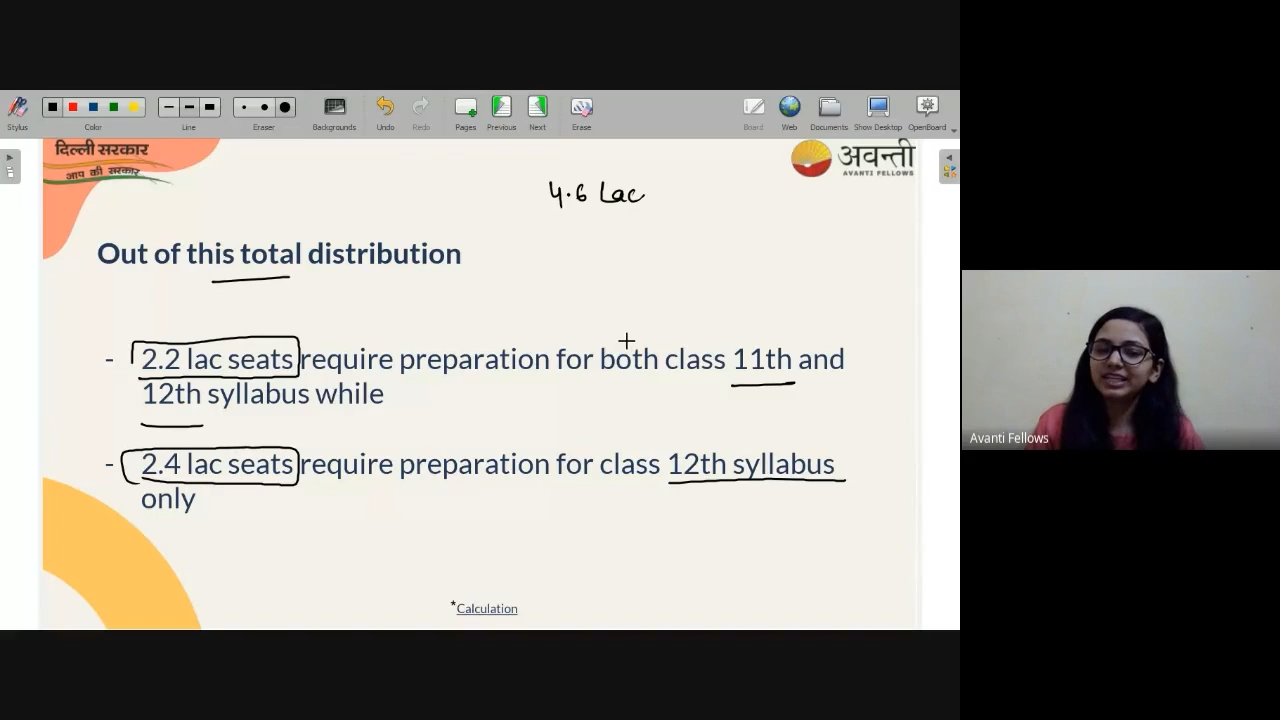 Stylus
Color
Line
Eraser
Backgrounds
Undo
Redo
Pages
Previous
Next
Erase
Board
Web
Documents
Show Desktop
OpenBoard
दिल्ली सरकार
आप की सरकार
अवन्ती
AVANTI FELLOWS
4.6 Lac
Out of this total distribution
- 2.2 lac seats require preparation for both class 11th and
12th syllabus while
- 2.4 lac seats require preparation for class 12th syllabus
only
*Calculation
Avanti Fellows